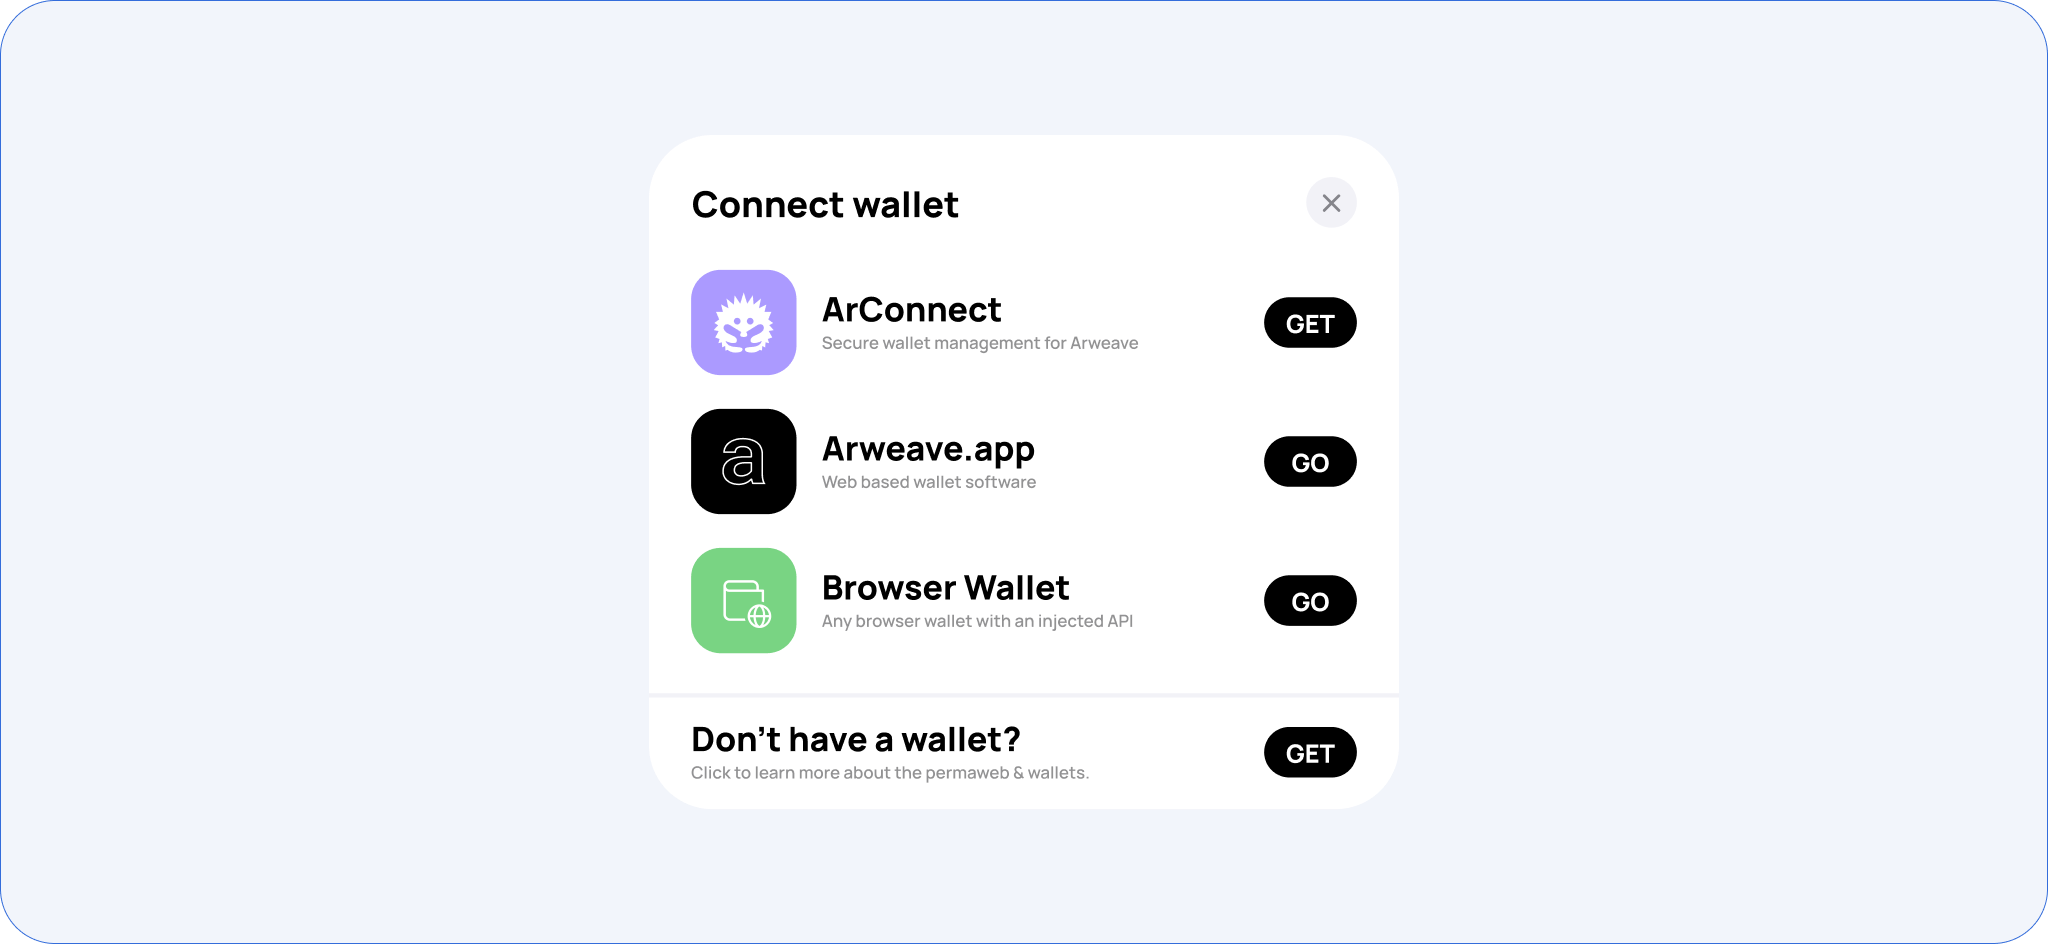 Connect wallet
ArConnect
Secure wallet management for Arweave
GET
a
Arweave.app
Web based wallet software
GO
Browser Wallet
Any browser wallet with an injected API
GO
Don't have a wallet?
Click to learn more about the permaweb & wallets.
GET